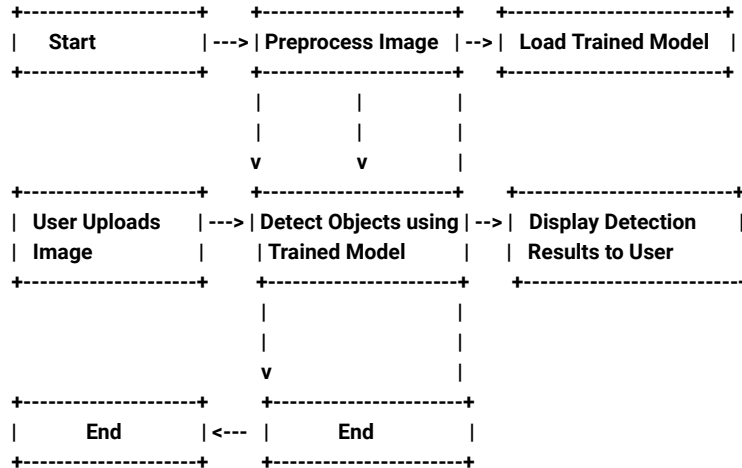 +---------------------+ +-----------------------+ +-------------------------+
| Start | ---> | Preprocess Image | --> | Load Trained Model |
+---------------------+ +-----------------------+ +-------------------------+
| | |
| | |
v v |
+---------------------+ +-----------------------+ +---------------------------+
| User Uploads | ---> | Detect Objects using | --> | Display Detection |
| Image | | Trained Model | | Results to User
+---------------------+ +-----------------------+ +---------------------------
| |
| |
v |
+---------------------+ +-----------------------+
| End | <--- | End |
+---------------------+ +-----------------------+